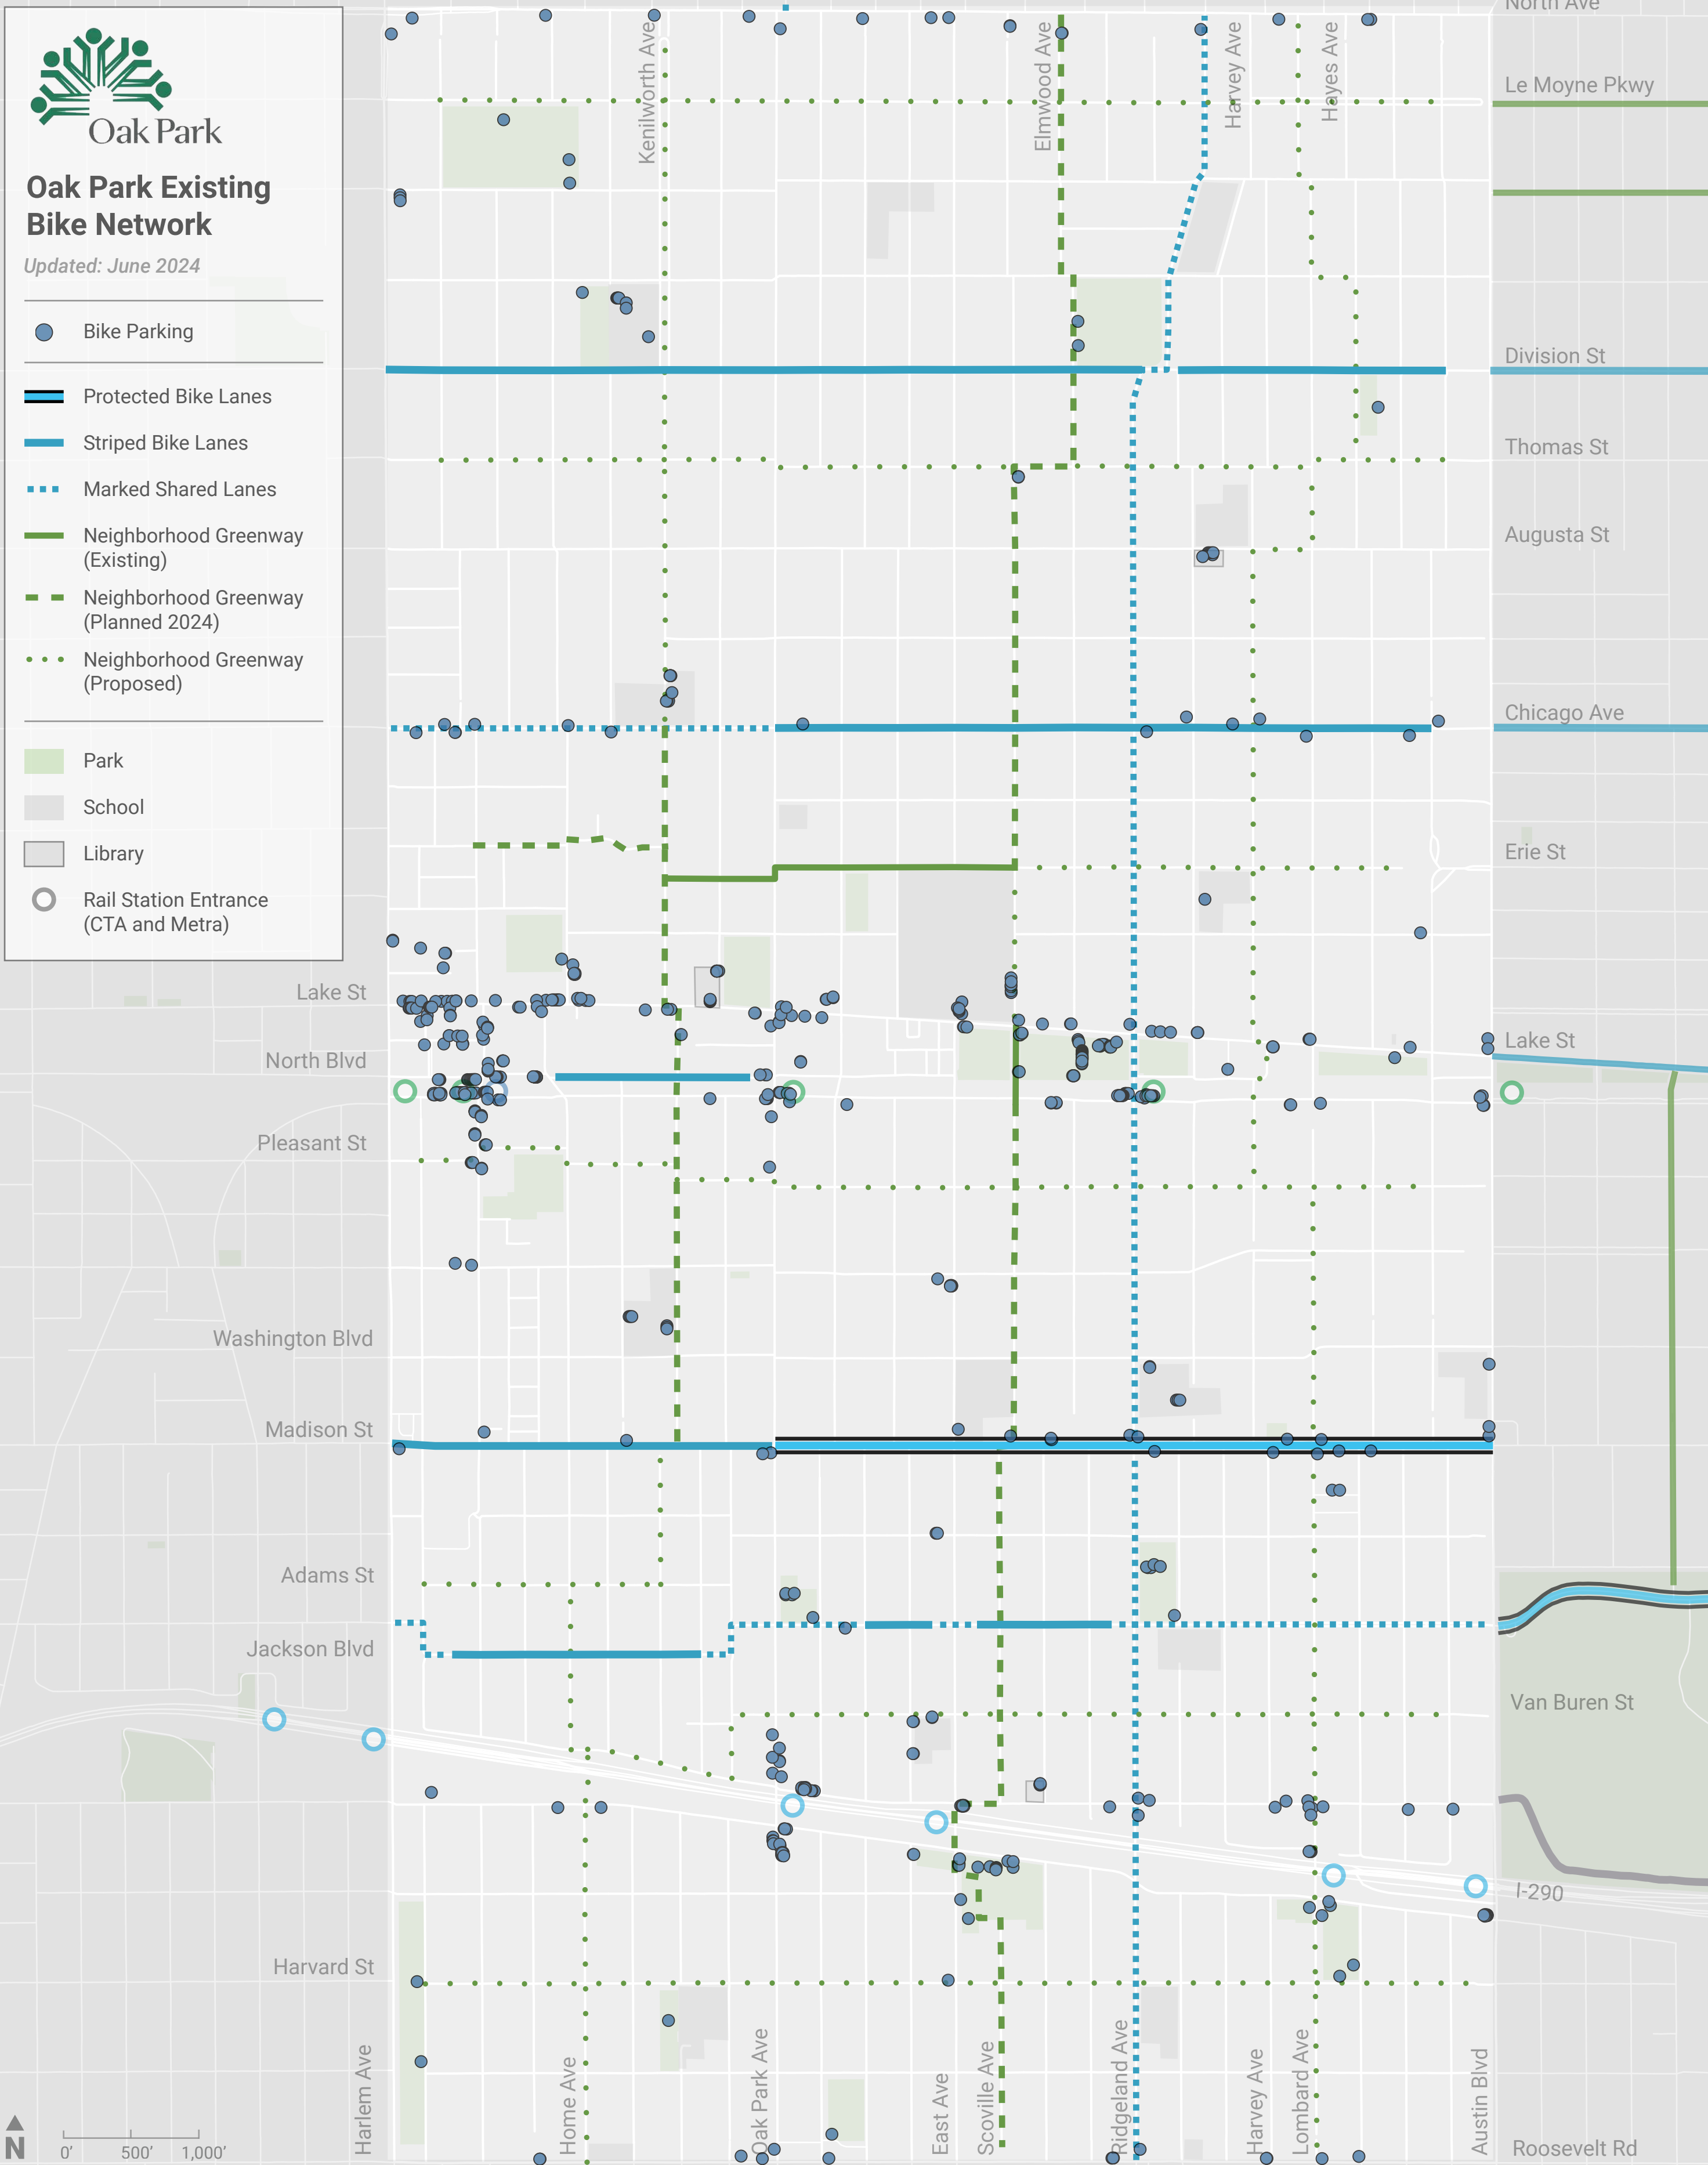 Oak Park
Oak Park Existing
Bike Network
Updated: June 2024
Bike Parking
Protected Bike Lanes
Striped Bike Lanes
Marked Shared Lanes
Neighborhood Greenway
(Existing)
Neighborhood Greenway
(Planned 2024)
Neighborhood Greenway
(Proposed)
Park
School
Library
Rail Station Entrance
(CTA and Metra)
Kenilworth Ave
Elmwood Ave
Harvey Ave
Hayes Ave
North Ave
Le Moyne Pkwy
Division St
Thomas St
Augusta St
Chicago Ave
Erie St
Lake St
Lake St
North Blvd
Pleasant St
Washington Blvd
Madison St
Adams St
Jackson Blvd
Van Buren St
I-290
Harvard St
Harlem Ave
Home Ave
Oak Park Ave
East Ave
Scoville Ave
Ridgeland Ave
Harvey Ave
Lombard Ave
Austin Blvd
Roosevelt Rd
N
0' 500' 1,000'